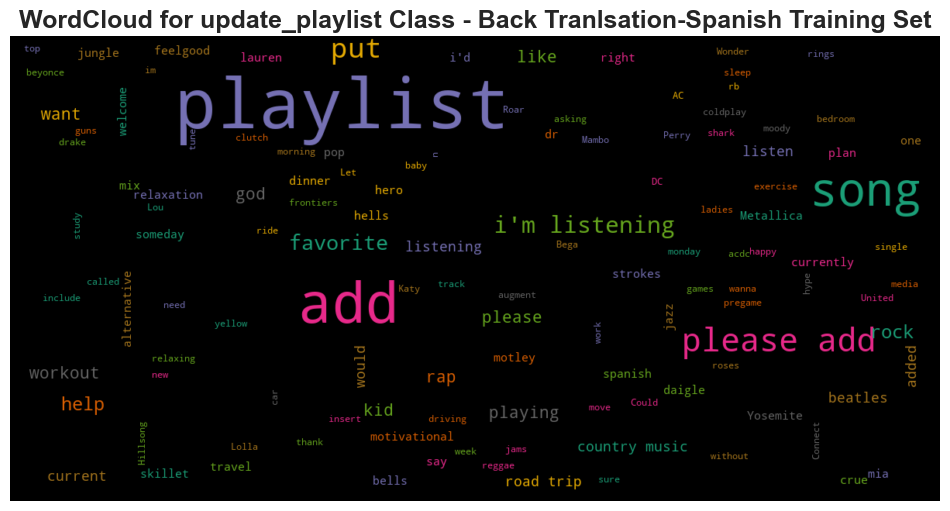 WordCloud for update_playlist Class - Back Tranlsation-Spanish Training Set
top
jungle
feelgood
put
lauren
i'd
like
right
Wonder
rings
beyonce
im
sleep
rb
playlist
want
welcome
AC
Roar
asking
coldplay
moody
bedroom
guns
drake
tune
clutch
Mambo
Perry
shark
dr
one
morning
pop
u
listen
plan
baby
Let
dinner
mix
relaxation
god
hero
DC
exercise
song
frontiers
Lou
hells
ladies
Metallica
study
someday
ride
i'm listening
favorite
listening
Bega
monday
acdc
happy
single
currently
strokes
called
include
alternative
need
add
Katy
track
augment
games
wanna
pregame
hype
media
United
yellow
please
work
jazz
please add
rock
relaxing
new
workout
would
motley
rap
spanish
roses
added
daigle
car
help
kid
insert
driving
playing
move
Could
beatles
Yosemite
Hillsong
Lolla
thank
motivational
say
week
jams
reggae
country music
without
Connect
current
skillet
travel
bells
road trip
sure
crue
mia